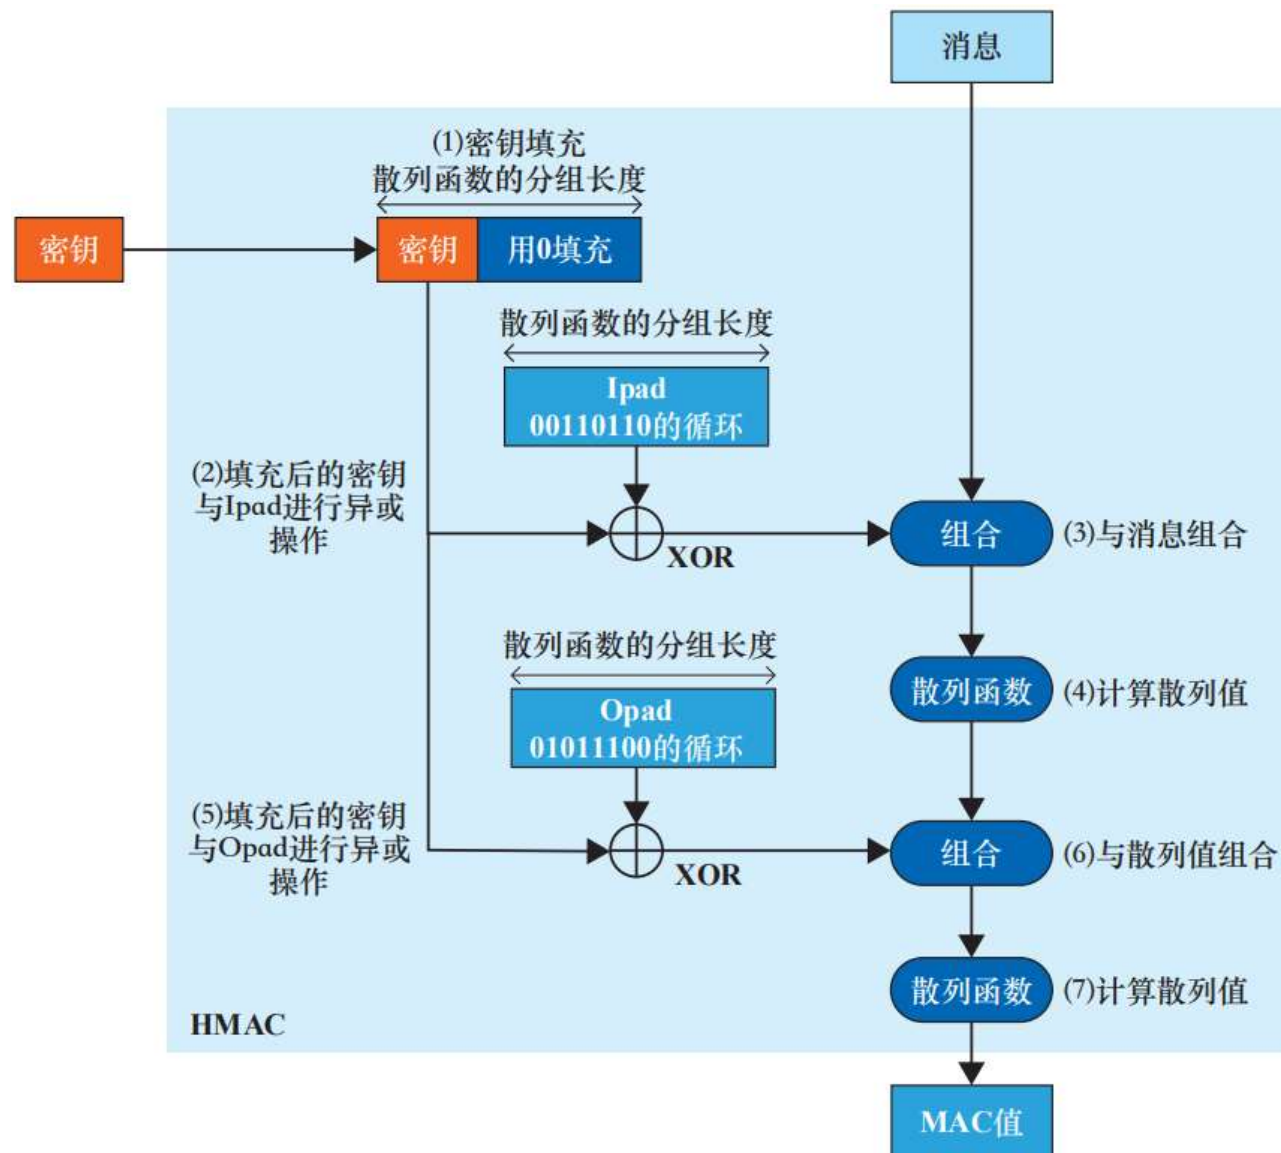 消息
(1)密钥填充
散列函数的分组长度
密钥
密钥
用0填充
散列函数的分组长度
Ipad
00110110的循环
(2)填充后的密钥
与Ipad进行异或
操作
XOR
组合
(3)与消息组合
散列函数的分组长度
Opad
01011100的循环
散列函数
(4)计算散列值
(5)填充后的密钥
与Opad进行异或
操作
XOR
组合
(6)与散列值组合
散列函数
(7)计算散列值
HMAC
MAC值